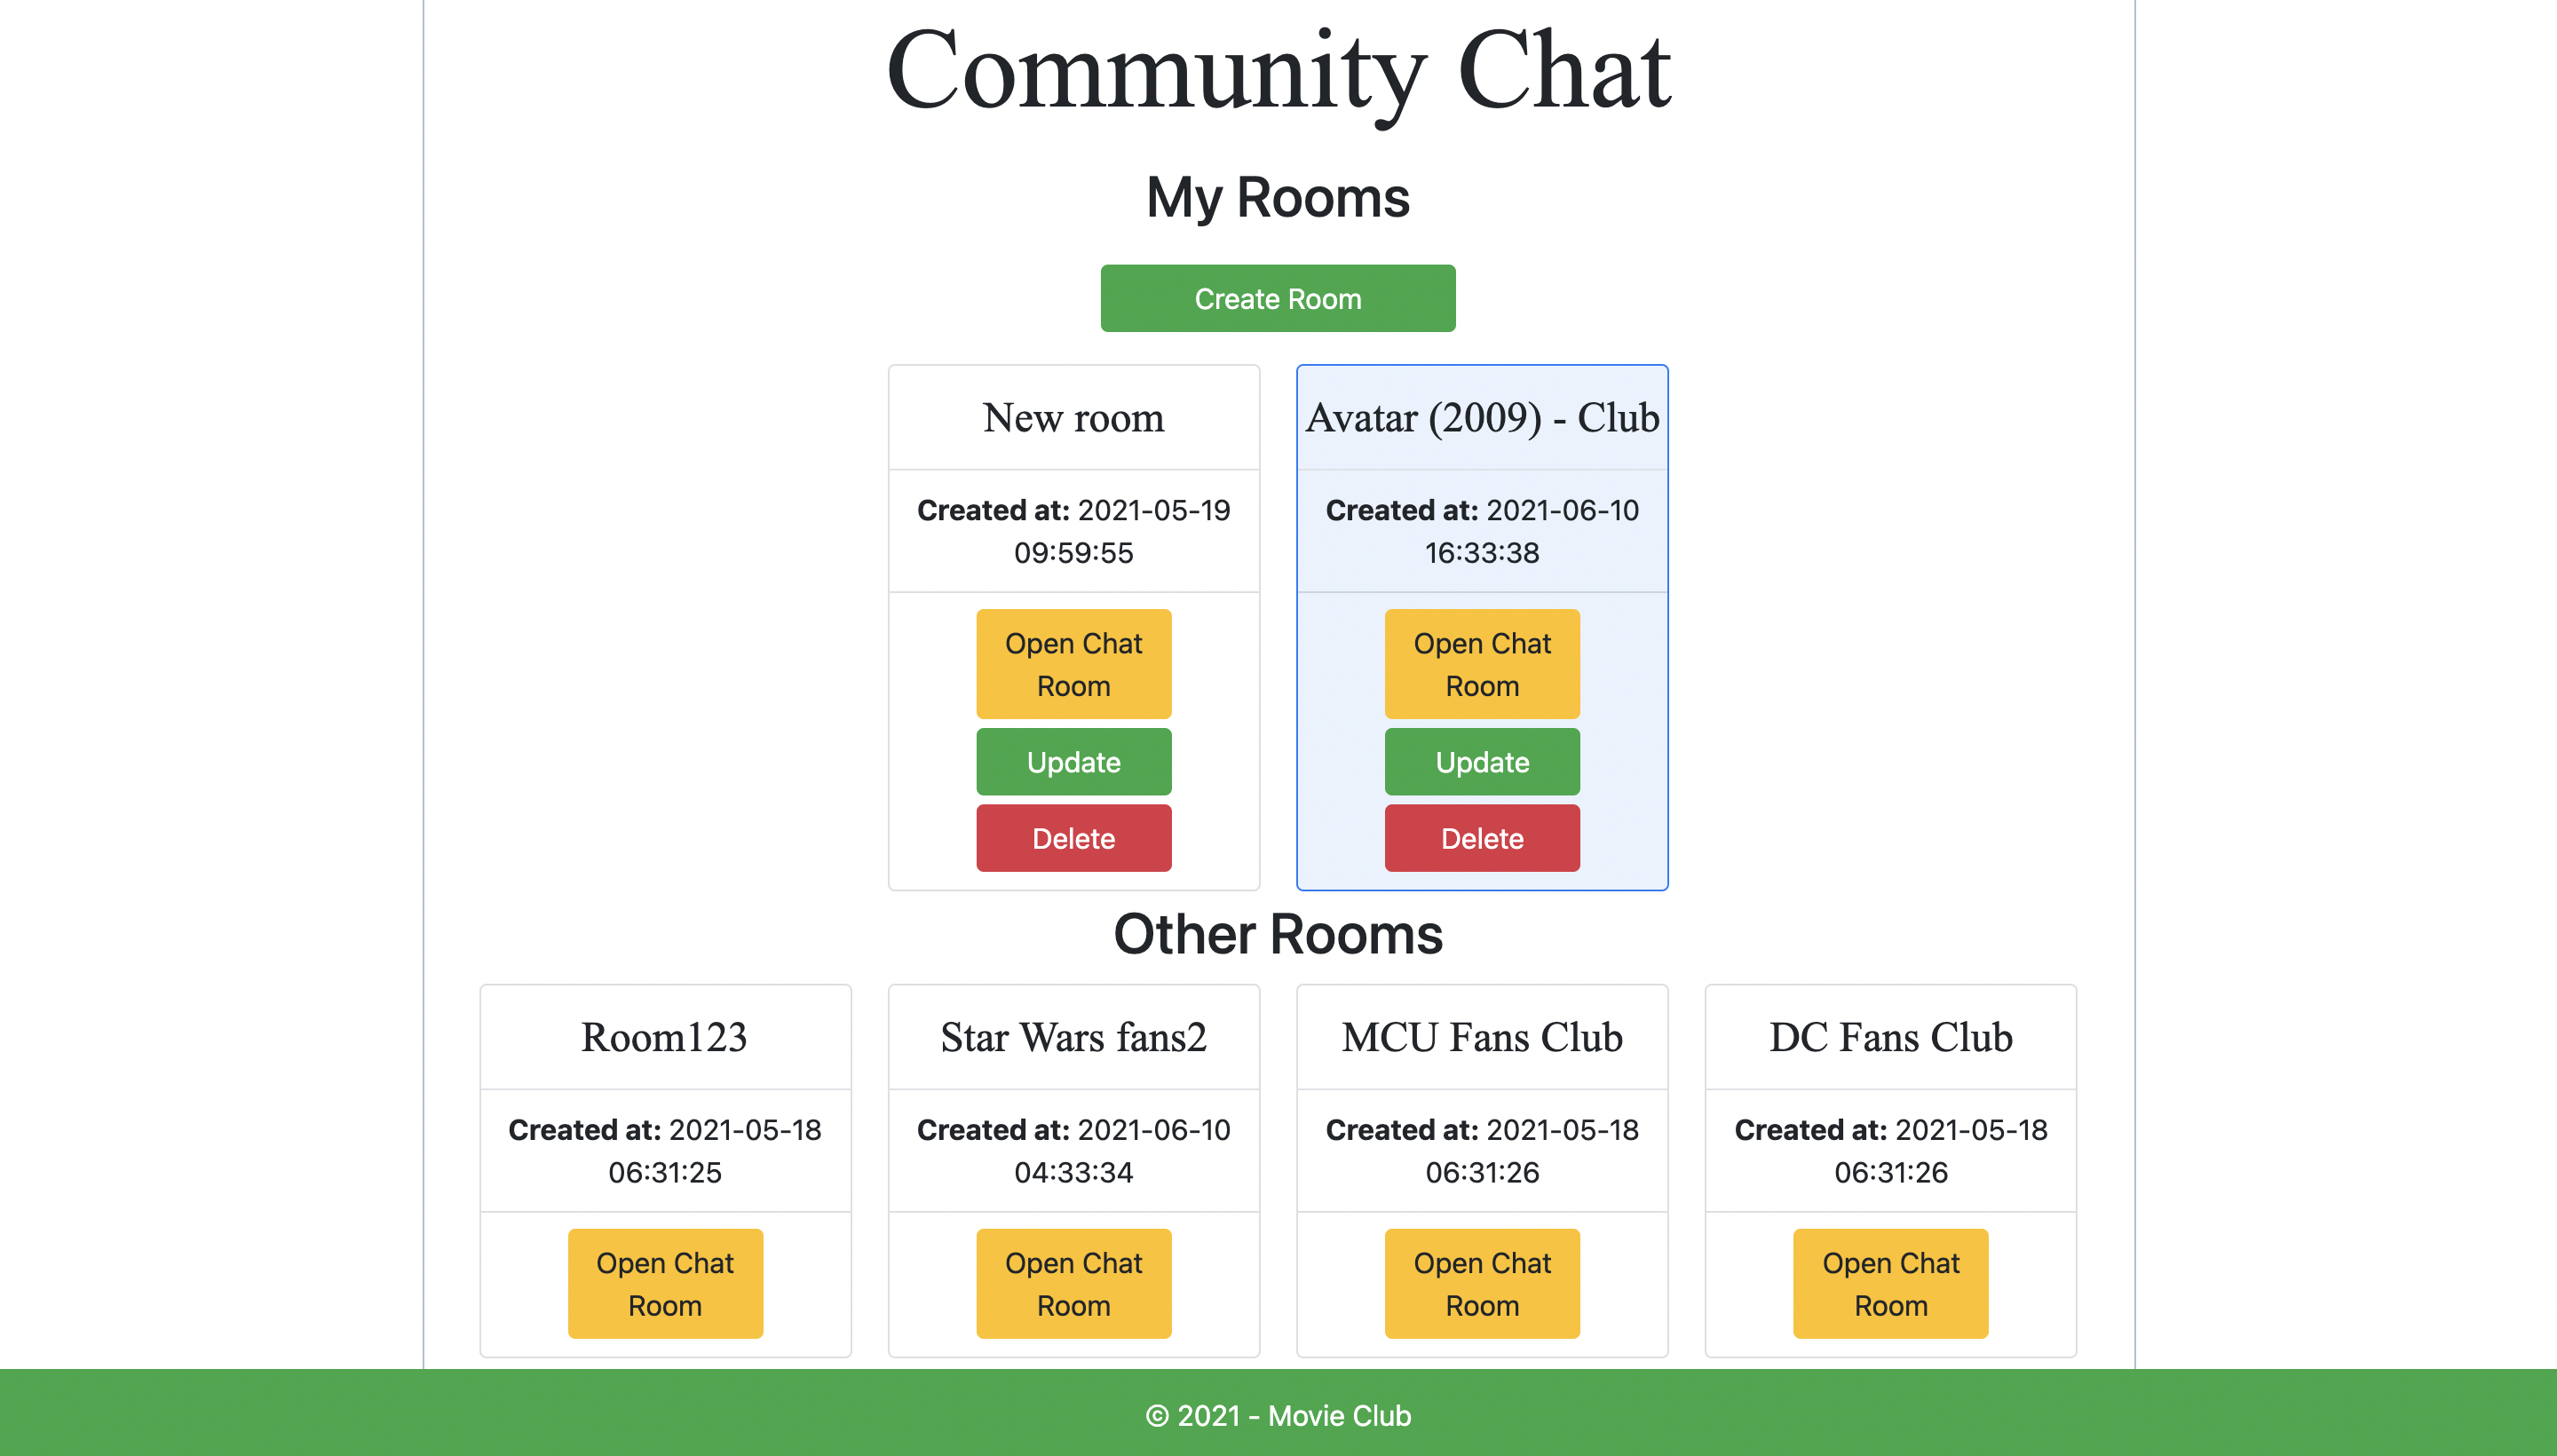 Community Chat
My Rooms
Create Room
New room
Created at: 2021-05-19
09:59:55
Open Chat
Room
Update
Delete
Avatar (2009) - Club
Created at: 2021-06-10
16:33:38
Open Chat
Room
Update
Delete
Other Rooms
Room123
Created at: 2021-05-18
06:31:25
Open Chat
Room
Star Wars fans2
Created at: 2021-06-10
04:33:34
Open Chat
Room
MCU Fans Club
Created at: 2021-05-18
06:31:26
Open Chat
Room
DC Fans Club
Created at: 2021-05-18
06:31:26
Open Chat
Room
© 2021 - Movie Club